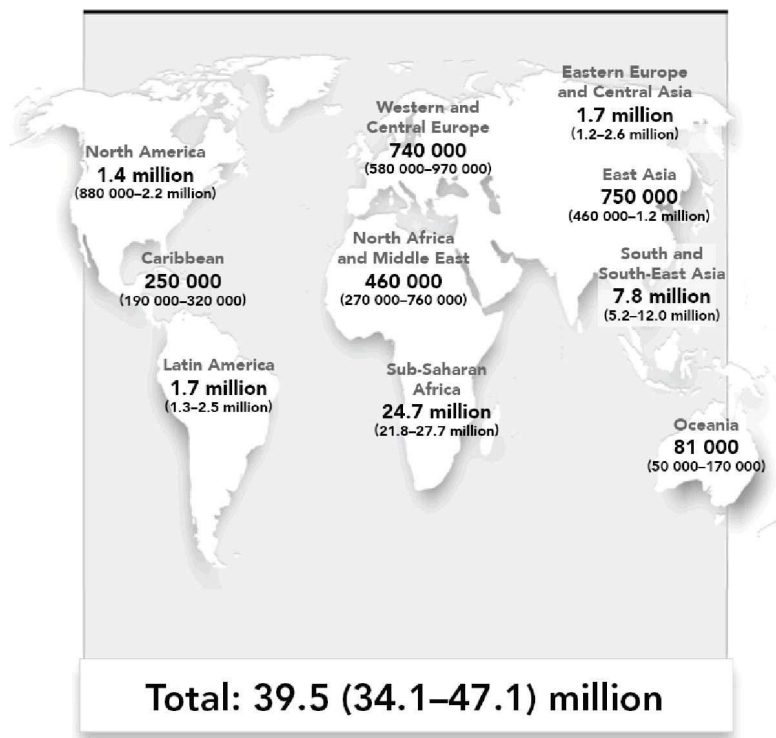 Eastern Europe
and Central Asia
1.7 million
(1.2–2.6 million)
Western and
Central Europe
740 000
(580 000–970 000)
North America
1.4 million
(880 000–2.2 million)
East Asia
750 000
(460 000–1.2 million)
North Africa
and Middle East
460 000
(270 000–760 000)
Caribbean
250 000
(190 000–320 000)
South and
South-East Asia
7.8 million
(5.2–12.0 million)
Latin America
1.7 million
(1.3–2.5 million)
Sub-Saharan
Africa
24.7 million
(21.8–27.7 million)
Oceania
81 000
(50 000–170 000)
Total: 39.5 (34.1–47.1) million